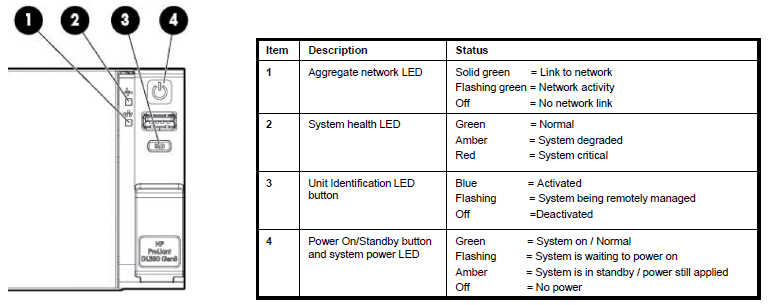 1 2 3 4
HP
ProLiant
DL380 Gen8
Item Description Status
1 Aggregate network LED Solid green = Link to network
Flashing green = Network activity
Off = No network link
2 System health LED Green = Normal
Amber = System degraded
Red = System critical
3 Unit Identification LED Blue = Activated
button Flashing = System being remotely managed
Off =Deactivated
4 Power On/Standby button Green = System on / Normal
and system power LED Flashing = System is waiting to power on
Amber = System is in standby / power still applied
Off = No power